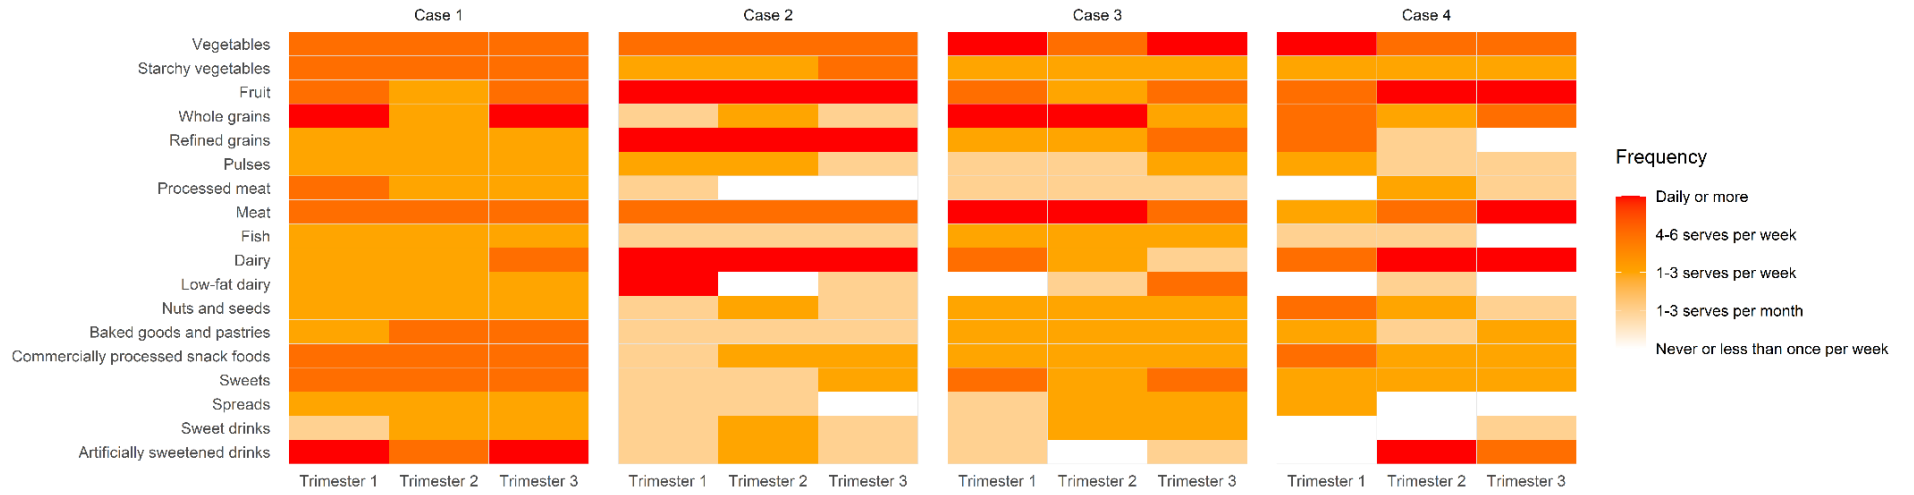 Case 1
Case 2
Case 3
Case 4
Vegetables
Starchy vegetables
Fruit
Whole grains
Refined grains
Pulses
Processed meat
Meat
Fish
Dairy
Low-fat dairy
Nuts and seeds
Baked goods and pastries
Commercially processed snack foods
Sweets
Spreads
Sweet drinks
Artificially sweetened drinks
Trimester 1 Trimester 2 Trimester 3
Trimester 1 Trimester 2 Trimester 3
Trimester 1 Trimester 2 Trimester 3
Trimester 1 Trimester 2 Trimester 3
Frequency
Daily or more
4-6 serves per week
1-3 serves per week
1-3 serves per month
Never or less than once per week